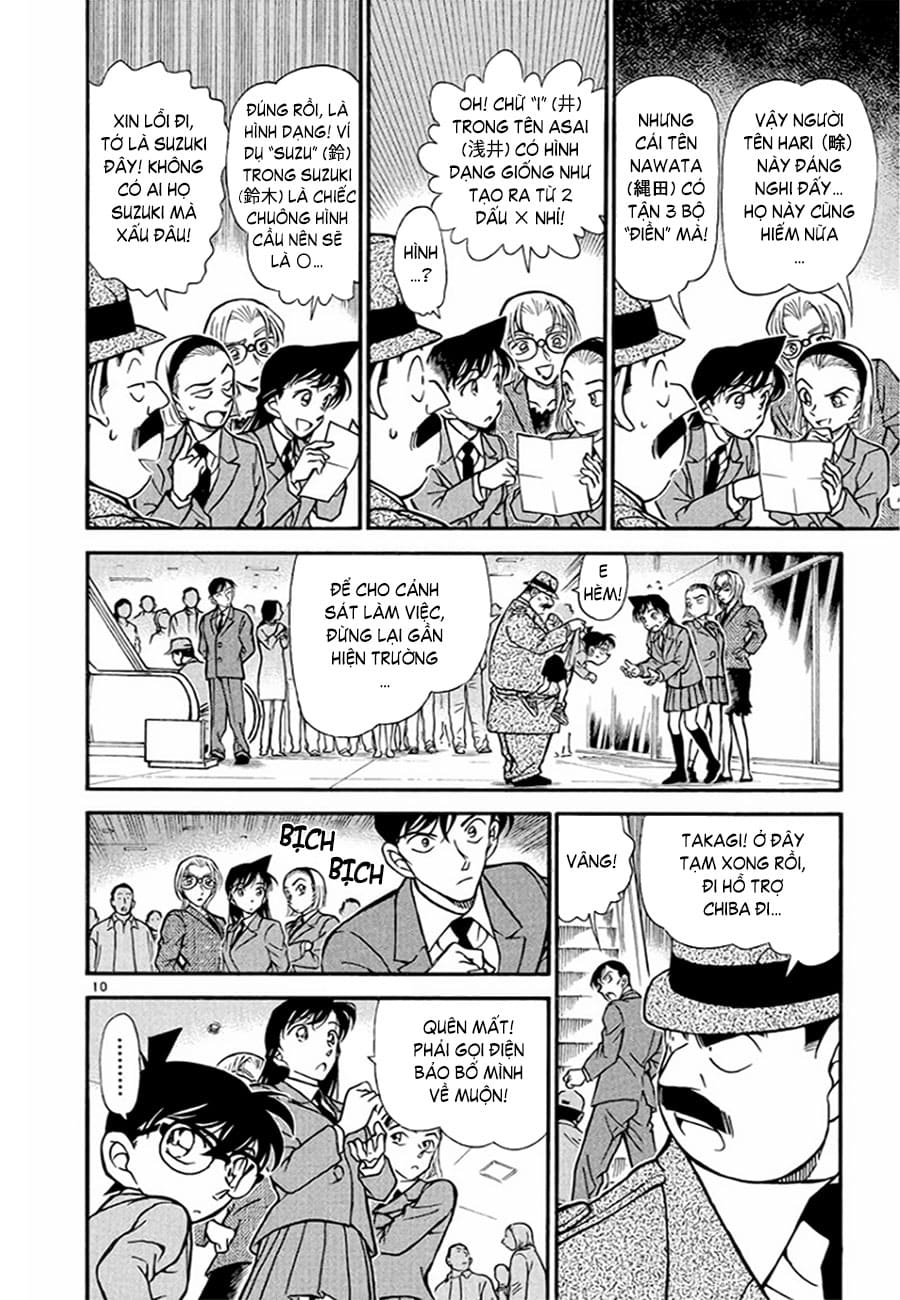 VẬY NGƯỜI
TÊN HARI (畭)
NÀY ĐÁNG
NGHI ĐẤY...
HỌ NÀY CŨNG
HIẾM NỮA
...
NHƯNG
CÁI TÊN
NAWATA
(縄田) CÓ
TẬN 3 BỘ
"ĐIỀN" MÀ!
OH! CHỮ "I" (井)
TRONG TÊN ASAI
(浅井) CÓ HÌNH
DẠNG GIỐNG NHƯ
TẠO RA TỪ 2
DẤU × NHỈ!
HÌNH
...?
ĐÚNG RỒI, LÀ
HÌNH DẠNG! VÍ
DỤ "SUZU" (鈴)
TRONG SUZUKI
(鈴木) LÀ CHIẾC
CHUÔNG HÌNH
CẦU NÊN SẼ
LÀ O...
XIN LỖI ĐI,
TỚ LÀ SUZUKI
ĐÂY! KHÔNG
CÓ AI HỌ
SUZUKI MÀ
XẤU ĐÂU!
E
HÈM!
ĐỂ CHO CẢNH
SÁT LÀM VIỆC,
ĐỪNG LẠI GẦN
HIỆN TRƯỜNG
...
TAKAGI! Ở ĐÂY
TẠM XONG RỒI,
ĐI HỖ TRỢ
CHIBA ĐI...
VÂNG!
BỊCH
BỊCH
10
QUÊN MẤT!
PHẢI GỌI ĐIỆN
BẢO BỐ MÌNH
VỀ MUỘN!
........